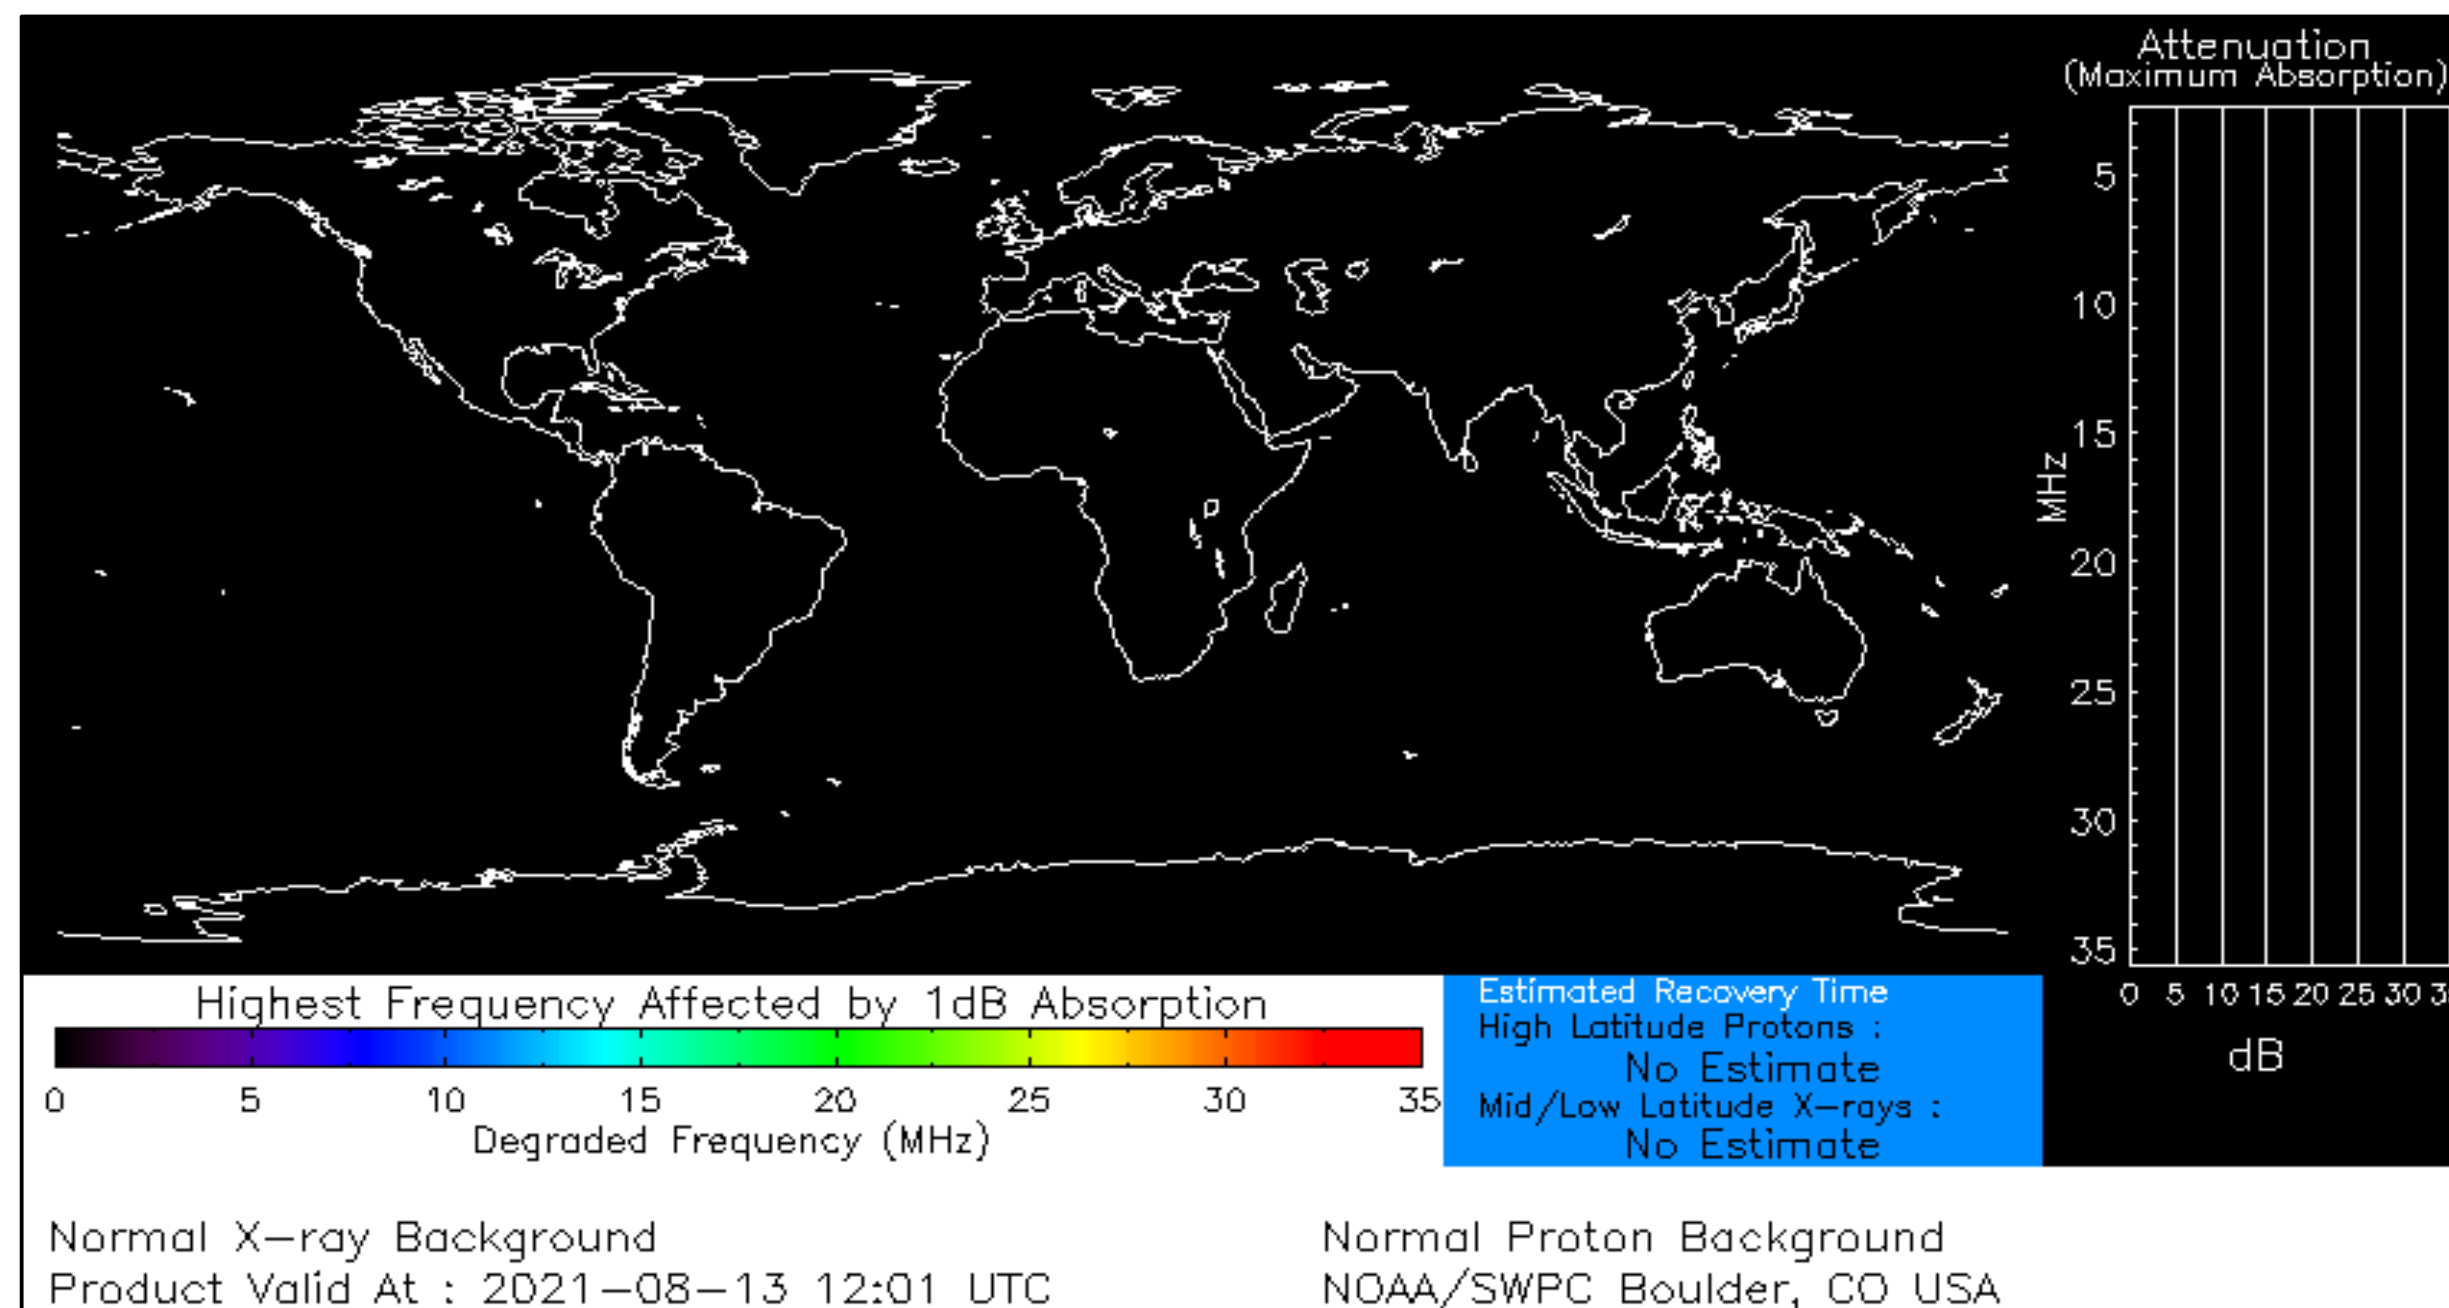 Attenuation
(Maximum Absorption)
5
10
15
20
25
30
35
MHz
0 5 10 15 20 25 30
dB
Highest Frequency Affected by 1dB Absorption
0 5 10 15 20 25 30 35
Degraded Frequency (MHz)
Estimated Recovery Time
High Latitude Protons :
No Estimate
Mid/Low Latitude X-rays :
No Estimate
Normal X-ray Background
Normal Proton Background
Product Valid At : 2021-08-13 12:01 UTC
NOAA/SWPC Boulder, CO USA